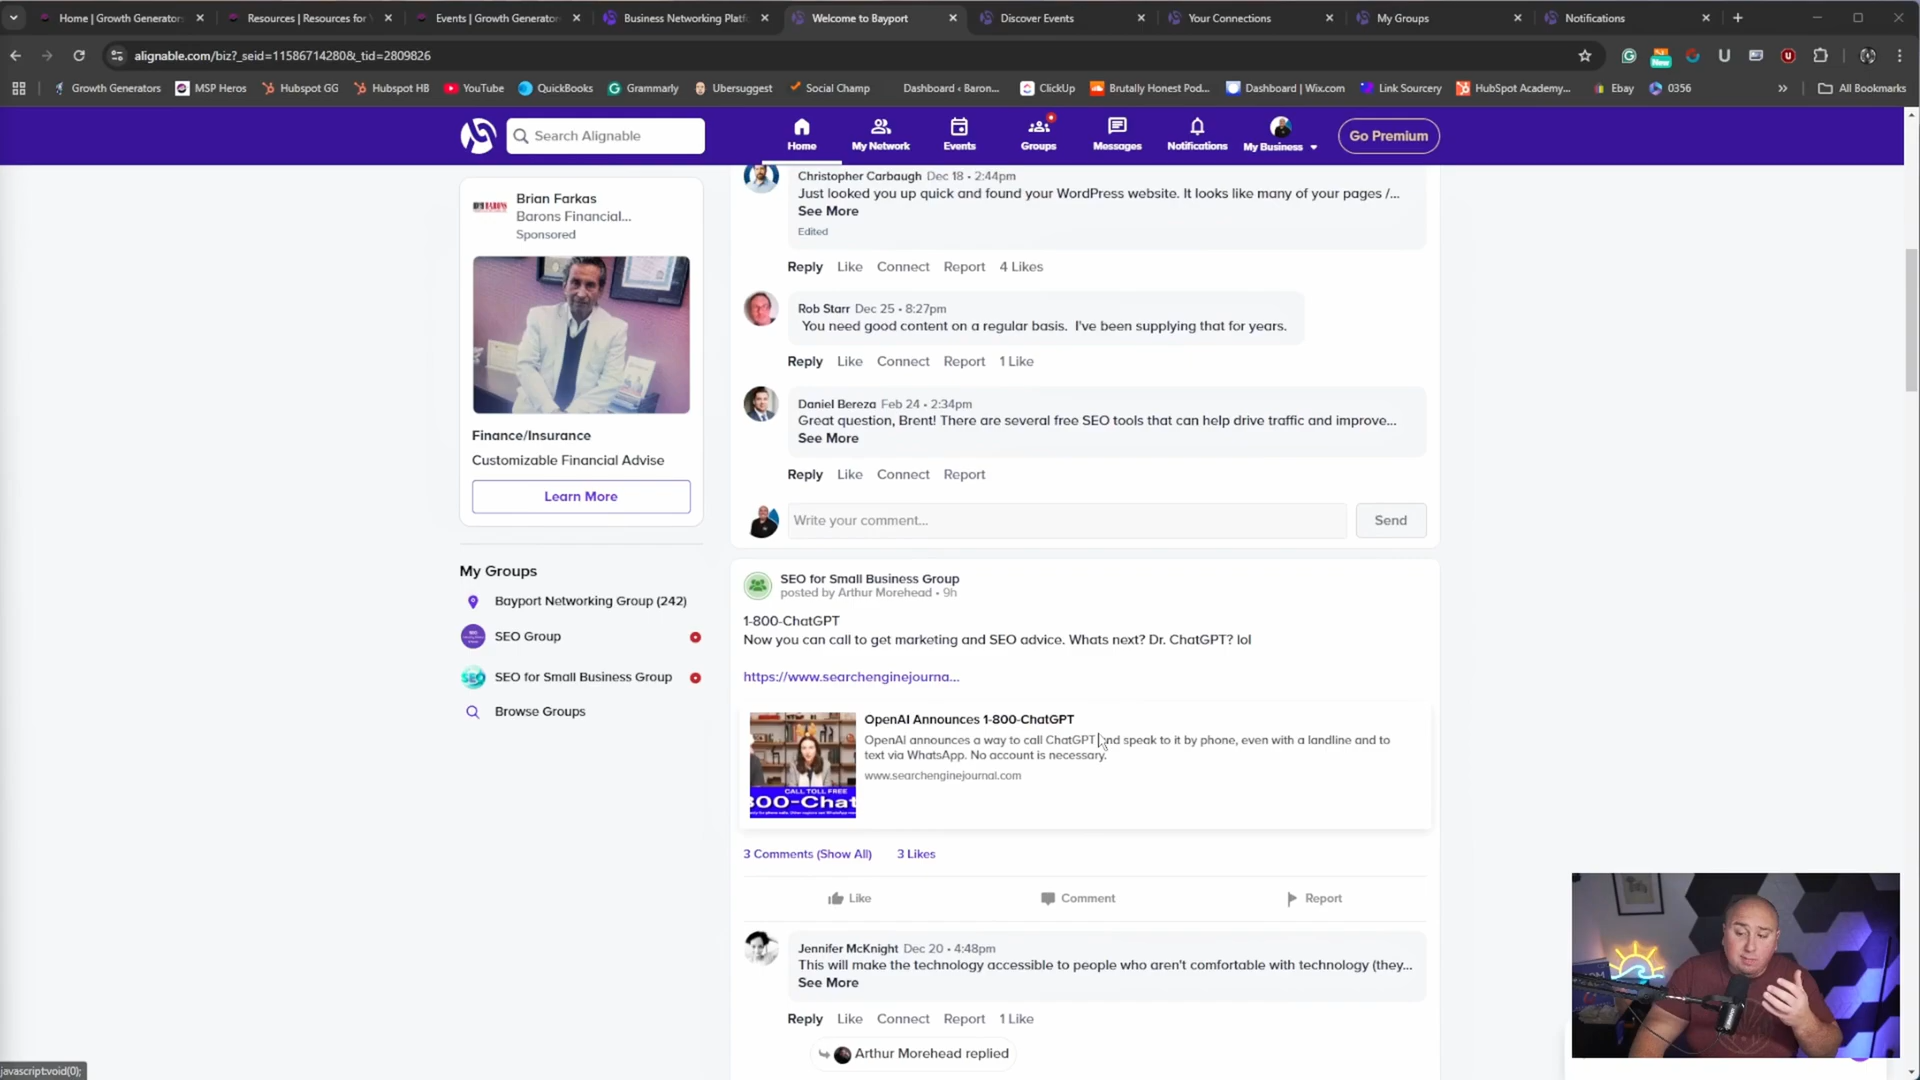 Home | Growth Generators
Resources | Resources for
Events | Growth Generator
Business Networking Platf
Welcome to Bayport
Discover Events
Your Connections
My Groups
Notifications
alignable.com/biz?_seid=11586714280&_tid=2809826
New
Growth Generators
MSP Heros
Hubspot GG
Hubspot HB
YouTube
QuickBooks
Grammarly
Ubersuggest
Social Champ
Dashboard ‹ Baron...
ClickUp
Brutally Honest Pod...
Dashboard | Wix.com
Link Sourcery
HubSpot Academy...
Ebay
0356
All Bookmarks
Search Alignable
Home
My Network
Events
Groups
Messages
Notifications
My Business
Go Premium
Brian Farkas
Barons Financial...
Sponsored
Finance/Insurance
Customizable Financial Advise
Learn More
My Groups
Bayport Networking Group (242)
SEO Group
SEO for Small Business Group
Browse Groups
Christopher Carbaugh Dec 18 • 2:44pm
Just looked you up quick and found your WordPress website. It looks like many of your pages /...
See More
Edited
Reply Like Connect Report 4 Likes
Rob Starr Dec 25 • 8:27pm
You need good content on a regular basis. I've been supplying that for years.
Reply Like Connect Report 1 Like
Daniel Bereza Feb 24 • 2:34pm
Great question, Brent! There are several free SEO tools that can help drive traffic and improve...
See More
Reply Like Connect Report
Write your comment...
Send
SEO for Small Business Group
posted by Arthur Morehead • 9h
1-800-ChatGPT
Now you can call to get marketing and SEO advice. Whats next? Dr. ChatGPT? lol
https://www.searchenginejourna...
OpenAI Announces 1-800-ChatGPT
OpenAI announces a way to call ChatGPT and speak to it by phone, even with a landline and to
text via WhatsApp. No account is necessary.
www.searchenginejournal.com
CALL TOLL FREE
800-Chat
3 Comments (Show All) 3 Likes
Like
Comment
Report
Jennifer McKnight Dec 20 • 4:48pm
This will make the technology accessible to people who aren't comfortable with technology (they...
See More
Reply Like Connect Report 1 Like
Arthur Morehead replied
javascript:void(0);